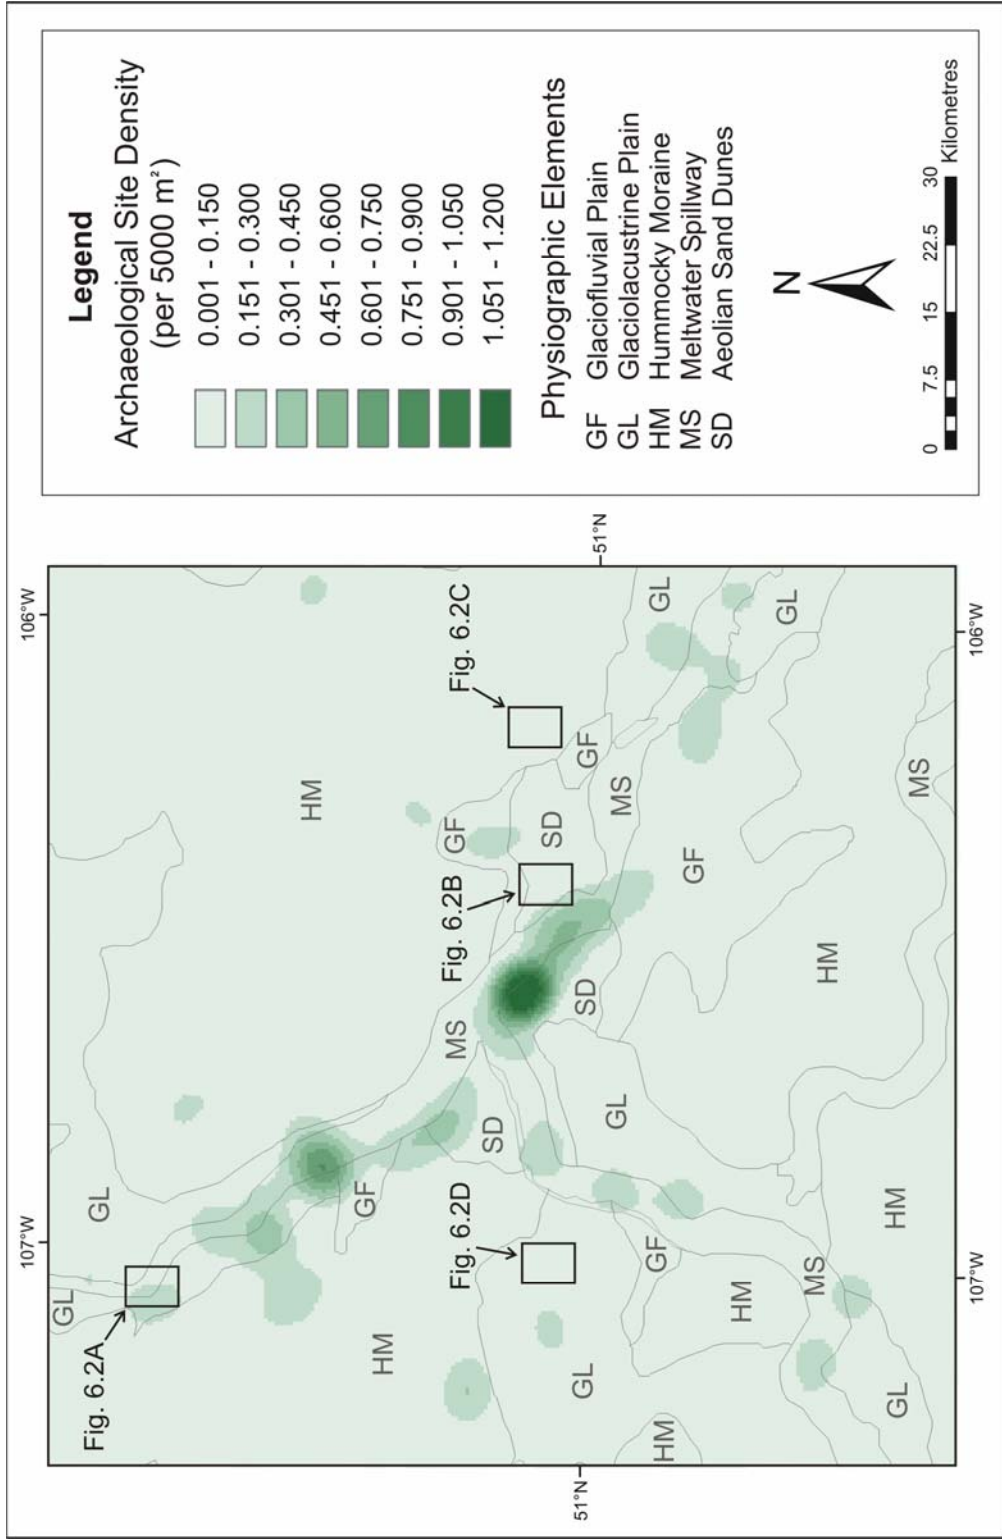 107°W 106°W
GL
Fig. 6.2A
GL
HM
GF
HM
Fig. 6.2D Fig. 6.2B Fig. 6.2C
MS GF
SD
SD
51°N GL SD GF 51°N
GL MS
GF GL
HM GF
HM GL
MS HM
GL HM MS
107°W 106°W
Legend
Archaeological Site Density
(per 5000 m²)
0.001 - 0.150
0.151 - 0.300
0.301 - 0.450
0.451 - 0.600
0.601 - 0.750
0.751 - 0.900
0.901 - 1.050
1.051 - 1.200
Physiographic Elements
GF Glaciofluvial Plain
GL Glaciolacustrine Plain
HM Hummocky Moraine
MS Meltwater Spillway
SD Aeolian Sand Dunes
N
0 7.5 15 22.5 30
Kilometres